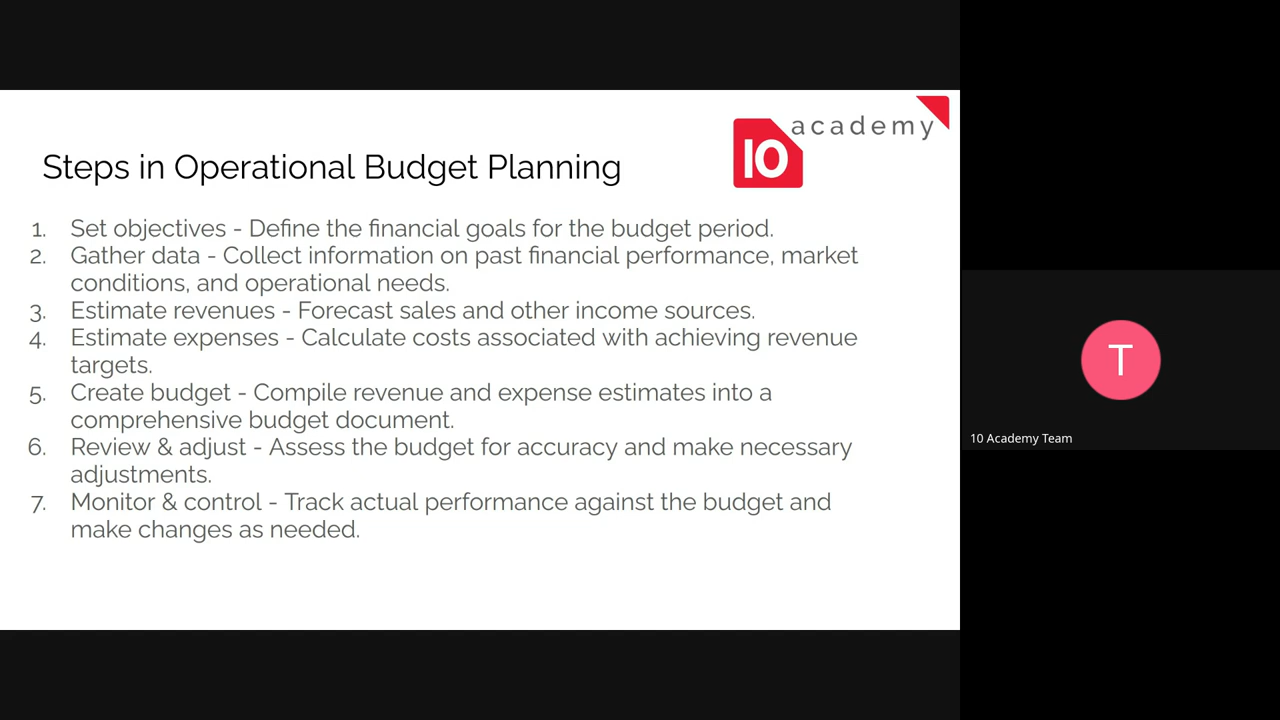 academy
10
Steps in Operational Budget Planning
1. Set objectives - Define the financial goals for the budget period.
2. Gather data - Collect information on past financial performance, market
conditions, and operational needs.
3. Estimate revenues - Forecast sales and other income sources.
4. Estimate expenses - Calculate costs associated with achieving revenue
targets.
5. Create budget - Compile revenue and expense estimates into a
comprehensive budget document.
6. Review & adjust - Assess the budget for accuracy and make necessary
adjustments.
7. Monitor & control - Track actual performance against the budget and
make changes as needed.
T
10 Academy Team